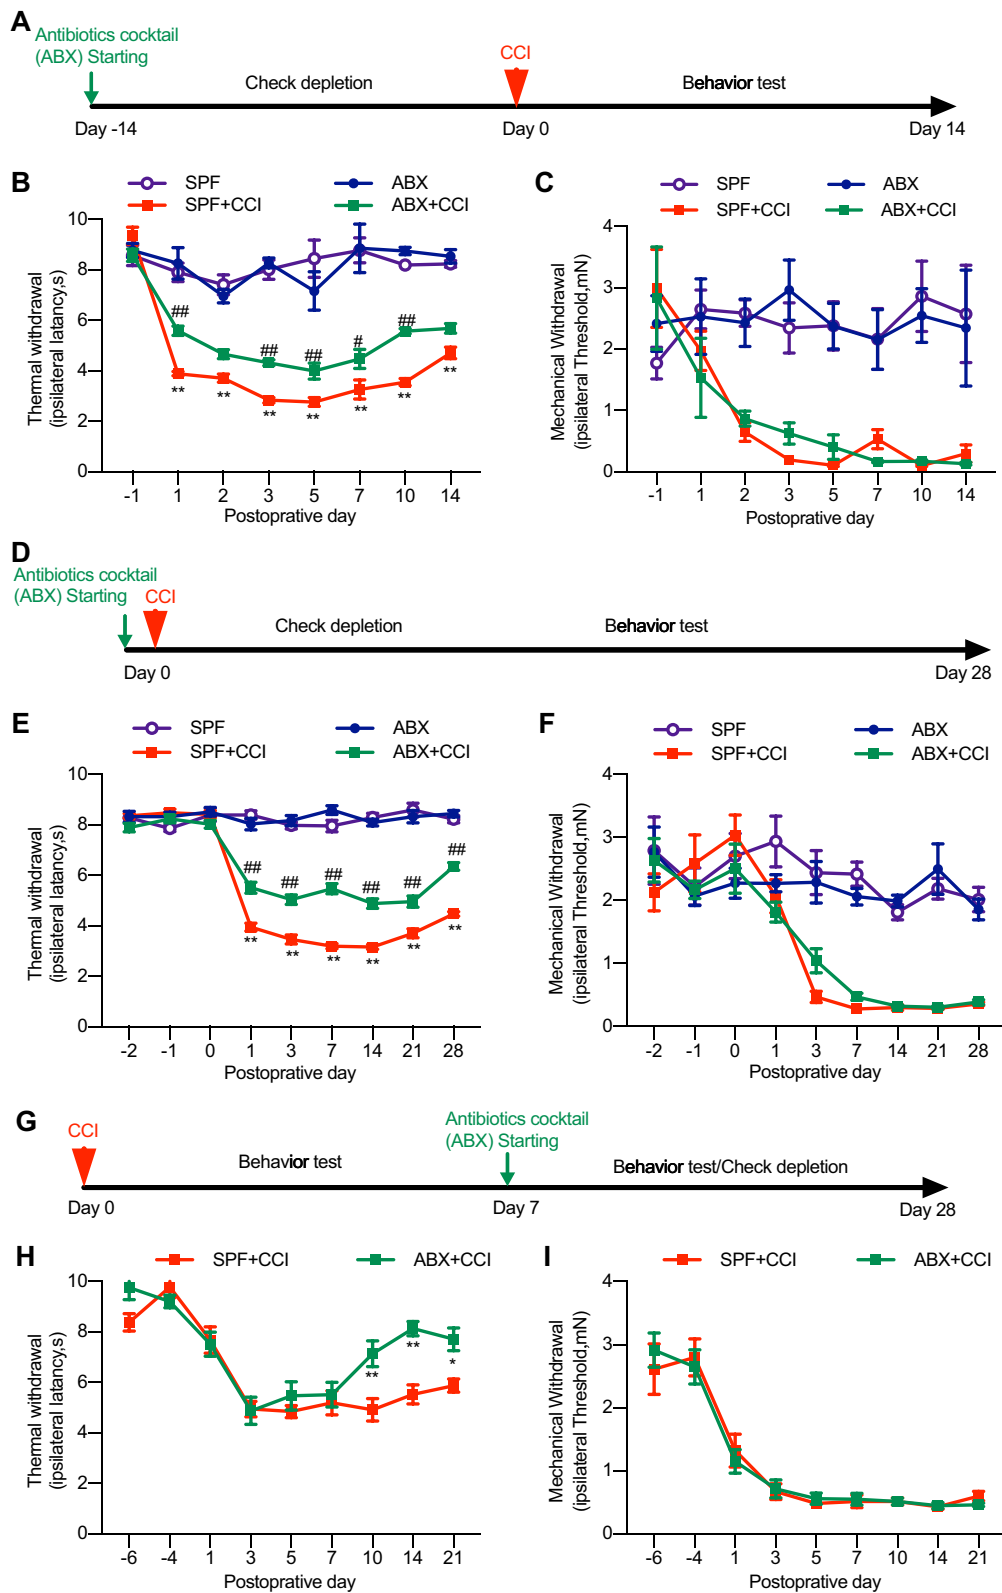 A
Antibiotics cocktail
(ABX) Starting
CCI
Check depletion
Behavior test
Day -14
Day 0
Day 14
B
SPF
ABX
SPF+CCI
ABX+CCI
Thermal withdrawal
(ipsilateral latancy,s)
10
8
6
4
2
0
##
##
##
#
##
**
**
**
**
**
**
**
-1
1
2
3
5
7
10
14
Postoprative day
C
SPF
ABX
SPF+CCI
ABX+CCI
Mechanical Withdrawal
(ipsilateral Threshold,mN)
4
3
2
1
0
-1
1
2
3
5
7
10
14
Postoprative day
D
Antibiotics cocktail
(ABX) Starting
CCI
Check depletion
Behavior test
Day 0
Day 28
E
SPF
ABX
SPF+CCI
ABX+CCI
Thermal withdrawal
(ipsilateral latancy,s)
10
8
6
4
2
0
##
##
##
##
##
##
**
**
**
**
**
**
-2
-1
0
1
3
7
14
21
28
Postoprative day
F
SPF
ABX
SPF+CCI
ABX+CCI
Mechanical Withdrawal
(ipsilateral Threshold,mN)
4
3
2
1
0
-2
-1
0
1
3
7
14
21
28
Postoprative day
G
CCI
Antibiotics cocktail
(ABX) Starting
Behavior test
Behavior test/Check depletion
Day 0
Day 7
Day 28
H
SPF+CCI
ABX+CCI
Thermal withdrawal
(ipsilateral latancy,s)
10
8
6
4
2
0
**
**
*
-6
-4
1
3
5
7
10
14
21
Postoprative day
I
SPF+CCI
ABX+CCI
Mechanical Withdrawal
(ipsilateral Threshold,mN)
4
3
2
1
0
-6
-4
1
3
5
7
10
14
21
Postoprative day